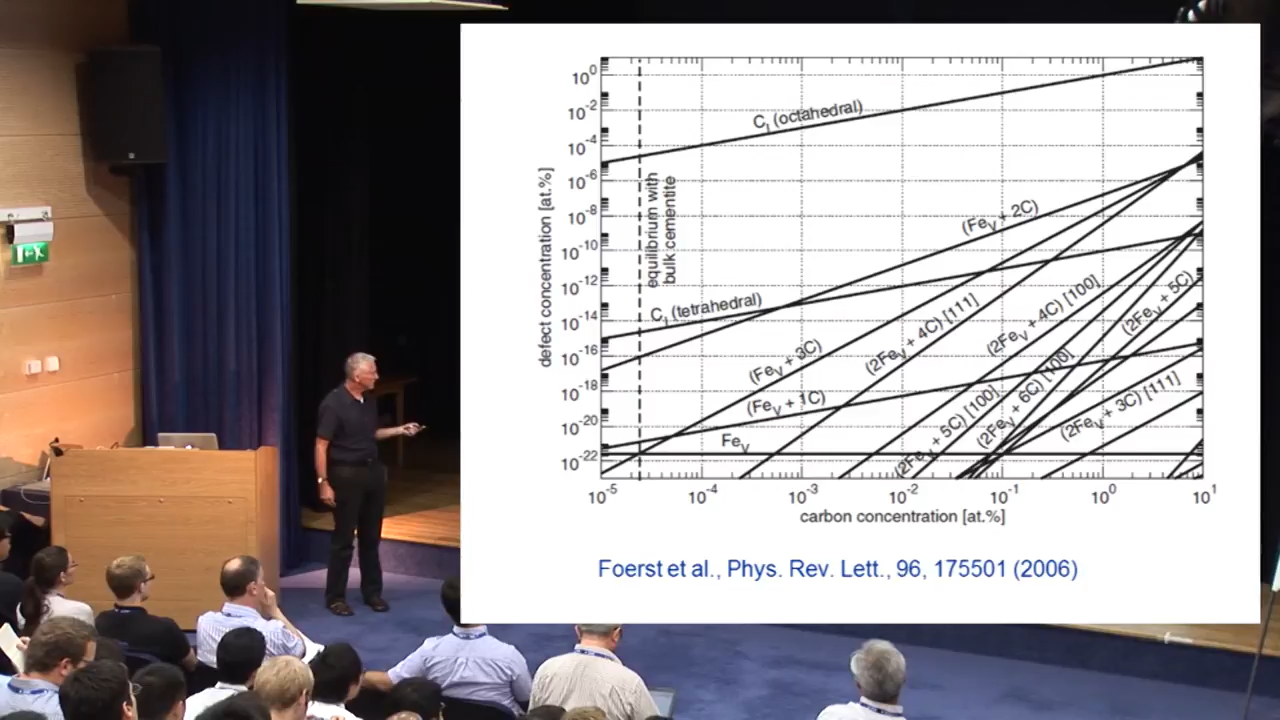 10^0
10^-2
10^-4
10^-6
10^-8
10^-10
10^-12
10^-14
10^-16
10^-18
10^-20
10^-22
defect concentration [at.%]
C_I (octahedral)
equilibrium with
bulk cementite
(Fe_V + 2C)
C_I (tetrahedral)
(Fe_V + 3C)
(2Fe_V + 4C) [111]
(2Fe_V + 4C) [100]
(2Fe_V + 5C)
(Fe_V + 1C)
Fe_V
(2Fe_V + 5C) [100]
(2Fe_V + 6C) [100]
(2Fe_V + 3C) [111]
10^-5 10^-4 10^-3 10^-2 10^-1 10^0 10^1
carbon concentration [at.%]
Foerst et al., Phys. Rev. Lett., 96, 175501 (2006)